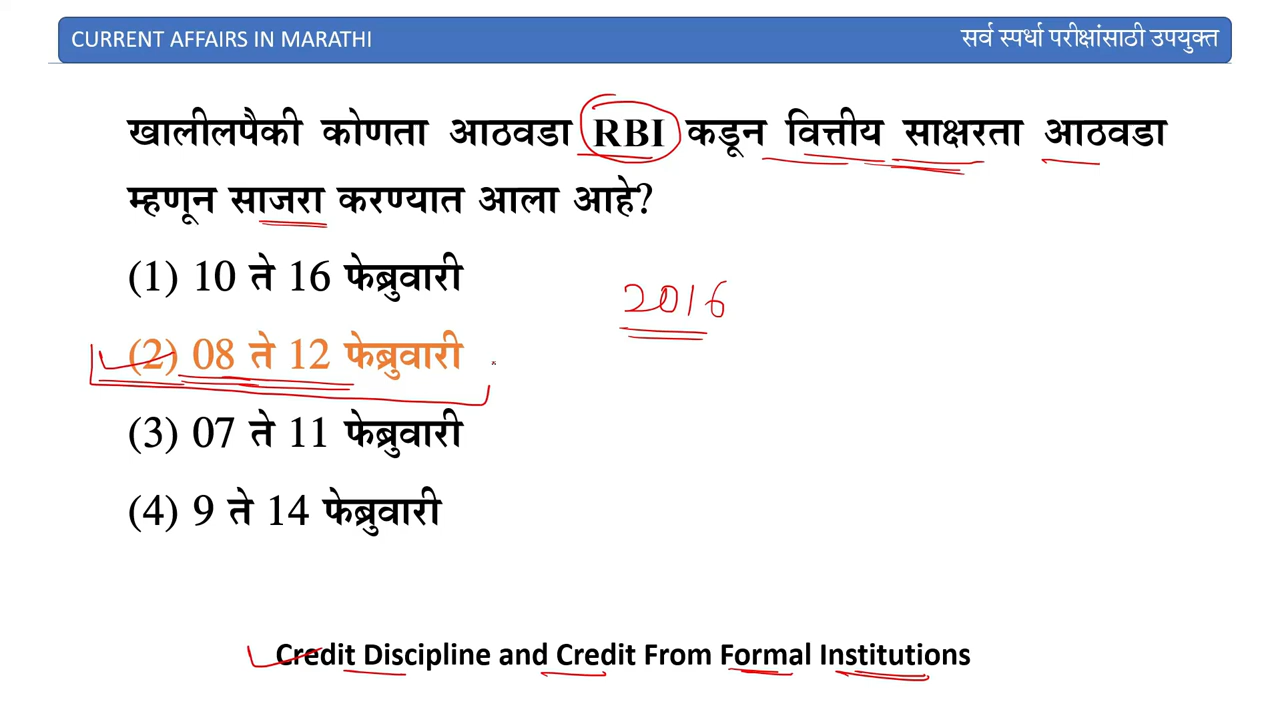 CURRENT AFFAIRS IN MARATHI
सर्व स्पर्धा परीक्षांसाठी उपयुक्त
खालीलपैकी कोणता आठवडा RBI कडून वित्तीय साक्षरता आठवडा
म्हणून साजरा करण्यात आला आहे?
(1) 10 ते 16 फेब्रुवारी
2016
(2) 08 ते 12 फेब्रुवारी
(3) 07 ते 11 फेब्रुवारी
(4) 9 ते 14 फेब्रुवारी
Credit Discipline and Credit From Formal Institutions